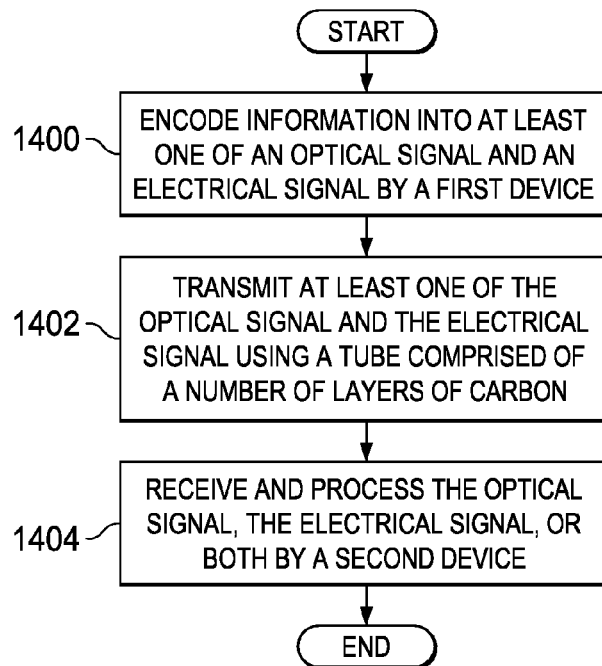 START
1400
ENCODE INFORMATION INTO AT LEAST
ONE OF AN OPTICAL SIGNAL AND AN
ELECTRICAL SIGNAL BY A FIRST DEVICE
1402
TRANSMIT AT LEAST ONE OF THE
OPTICAL SIGNAL AND THE ELECTRICAL
SIGNAL USING A TUBE COMPRISED OF
A NUMBER OF LAYERS OF CARBON
1404
RECEIVE AND PROCESS THE OPTICAL
SIGNAL, THE ELECTRICAL SIGNAL, OR
BOTH BY A SECOND DEVICE
END